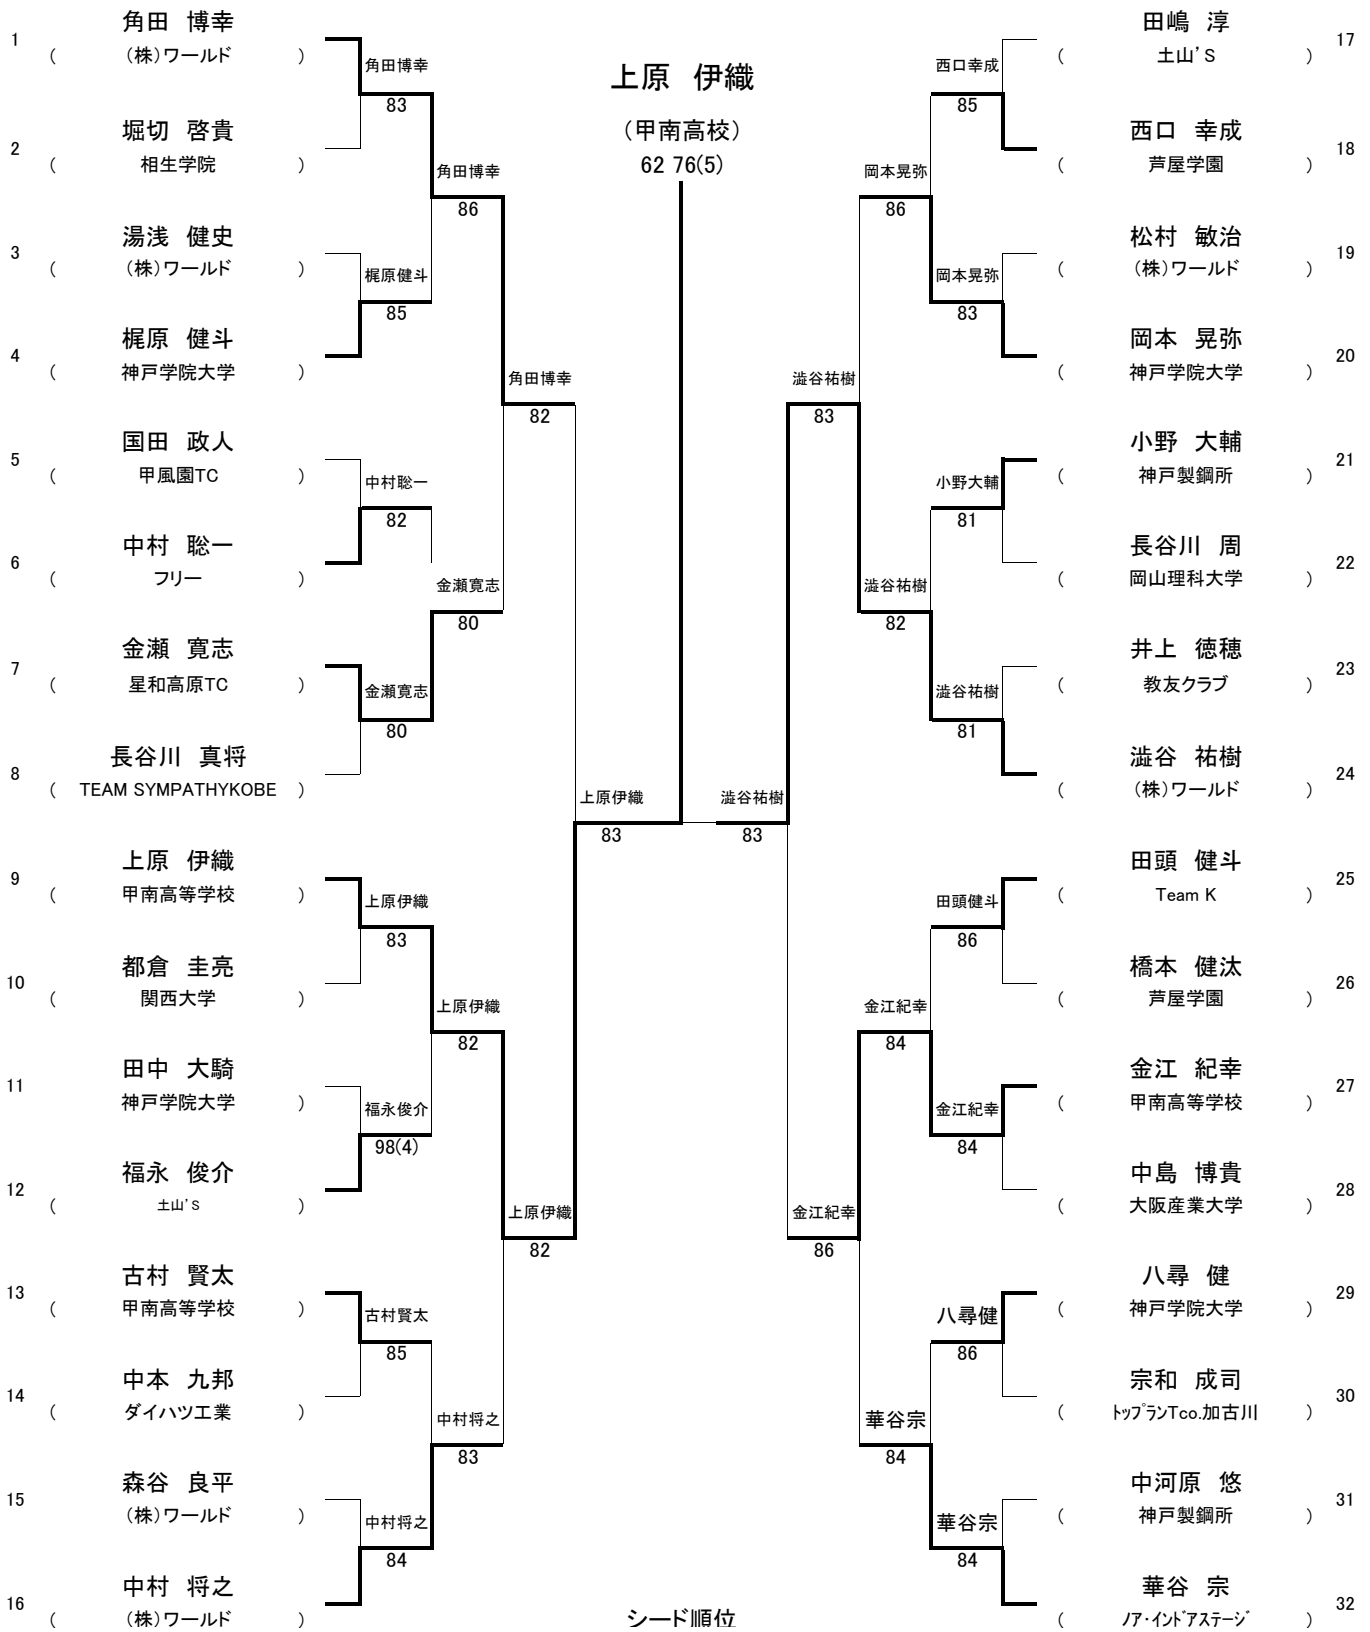 上原 伊織
(甲南高校)
62 76(5)
1
角田 博幸
( (株)ワールド )
2
堀切 啓貴
( 相生学院 )
3
湯浅 健史
( (株)ワールド )
4
梶原 健斗
( 神戸学院大学 )
5
国田 政人
( 甲風園TC )
6
中村 聡一
( フリー )
7
金瀬 寛志
( 星和高原TC )
8
長谷川 真将
( TEAM SYMPATHYKOBE )
9
上原 伊織
( 甲南高等学校 )
10
都倉 圭亮
( 関西大学 )
11
田中 大騎
( 神戸学院大学 )
12
福永 俊介
( 土山'S )
13
古村 賢太
( 甲南高等学校 )
14
中本 九邦
( ダイハツ工業 )
15
森谷 良平
( (株)ワールド )
16
中村 将之
( (株)ワールド )
角田博幸
83
梶原健斗
85
中村聡一
82
金瀬寛志
80
上原伊織
83
福永俊介
98(4)
古村賢太
85
中村将之
84
角田博幸
86
金瀬寛志
80
上原伊織
82
中村将之
83
角田博幸
82
上原伊織
82
上原伊織
83
澁谷祐樹
83
澁谷祐樹
83
金江紀幸
86
岡本晃弥
86
澁谷祐樹
82
金江紀幸
84
華谷宗
84
西口幸成
85
岡本晃弥
83
小野大輔
81
澁谷祐樹
81
田頭健斗
86
金江紀幸
84
八尋健
86
華谷宗
84
田嶋 淳
17
( 土山'S )
西口 幸成
18
( 芦屋学園 )
松村 敏治
19
( (株)ワールド )
岡本 晃弥
20
( 神戸学院大学 )
小野 大輔
21
( 神戸製鋼所 )
長谷川 周
22
( 岡山理科大学 )
井上 徳穂
23
( 教友クラブ )
澁谷 祐樹
24
( (株)ワールド )
田頭 健斗
25
( Team K )
橋本 健汰
26
( 芦屋学園 )
金江 紀幸
27
( 甲南高等学校 )
中島 博貴
28
( 大阪産業大学 )
八尋 健
29
( 神戸学院大学 )
宗和 成司
30
( トップランTco.加古川 )
中河原 悠
31
( 神戸製鋼所 )
華谷 宗
32
( ノア・インドアステージ )
シード順位